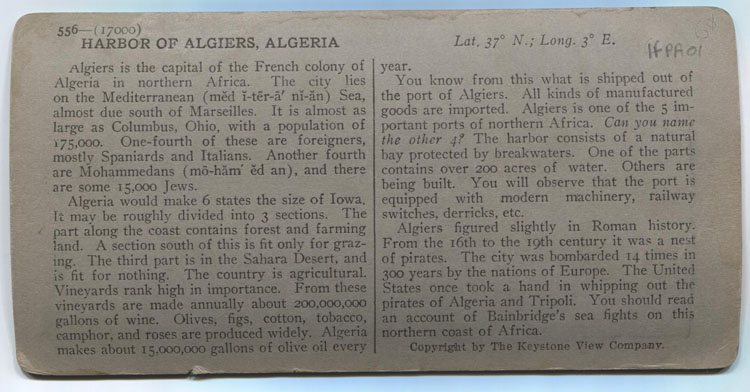 556—(17000)
HARBOR OF ALGIERS, ALGERIA
Lat. 37° N.; Long. 3° E.
IFPA01
Algiers is the capital of the French colony of
Algeria in northern Africa. The city lies
on the Mediterranean (mĕd ĭ-tĕr-ā′ nĭ-ăn) Sea,
almost due south of Marseilles. It is almost as
large as Columbus, Ohio, with a population of
175,000. One-fourth of these are foreigners,
mostly Spaniards and Italians. Another fourth
are Mohammedans (mō-hăm′ ĕd an), and there
are some 15,000 Jews.
Algeria would make 6 states the size of Iowa.
It may be roughly divided into 3 sections. The
part along the coast contains forest and farming
land. A section south of this is fit only for graz-
ing. The third part is in the Sahara Desert, and
is fit for nothing. The country is agricultural.
Vineyards rank high in importance. From these
vineyards are made annually about 200,000,000
gallons of wine. Olives, figs, cotton, tobacco,
camphor, and roses are produced widely. Algeria
makes about 15,000,000 gallons of olive oil every
year.
You know from this what is shipped out of
the port of Algiers. All kinds of manufactured
goods are imported. Algiers is one of the 5 im-
portant ports of northern Africa. Can you name
the other 4? The harbor consists of a natural
bay protected by breakwaters. One of the parts
contains over 200 acres of water. Others are
being built. You will observe that the port is
equipped with modern machinery, railway
switches, derricks, etc.
Algiers figured slightly in Roman history.
From the 16th to the 19th century it was a nest
of pirates. The city was bombarded 14 times in
300 years by the nations of Europe. The United
States once took a hand in whipping out the
pirates of Algeria and Tripoli. You should read
an account of Bainbridge's sea fights on this
northern coast of Africa.
Copyright by The Keystone View Company.